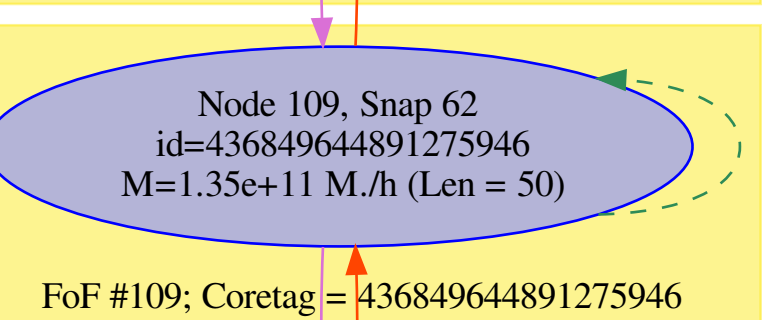 Node 109, Snap 62
id=436849644891275946
M=1.35e+11 M./h (Len = 50)
FoF #109; Coretag = 436849644891275946